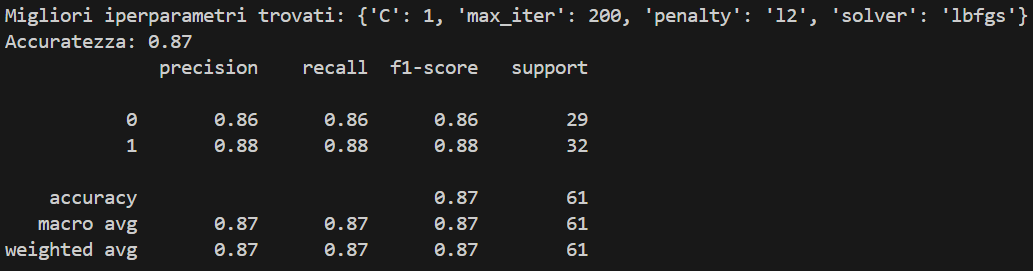 Migliori iperparametri trovati: {'C': 1, 'max_iter': 200, 'penalty': 'l2', 'solver': 'lbfgs'}
Accuratezza: 0.87
              precision    recall  f1-score   support

           0       0.86      0.86      0.86        29
           1       0.88      0.88      0.88        32

    accuracy                           0.87        61
   macro avg       0.87      0.87      0.87        61
weighted avg       0.87      0.87      0.87        61